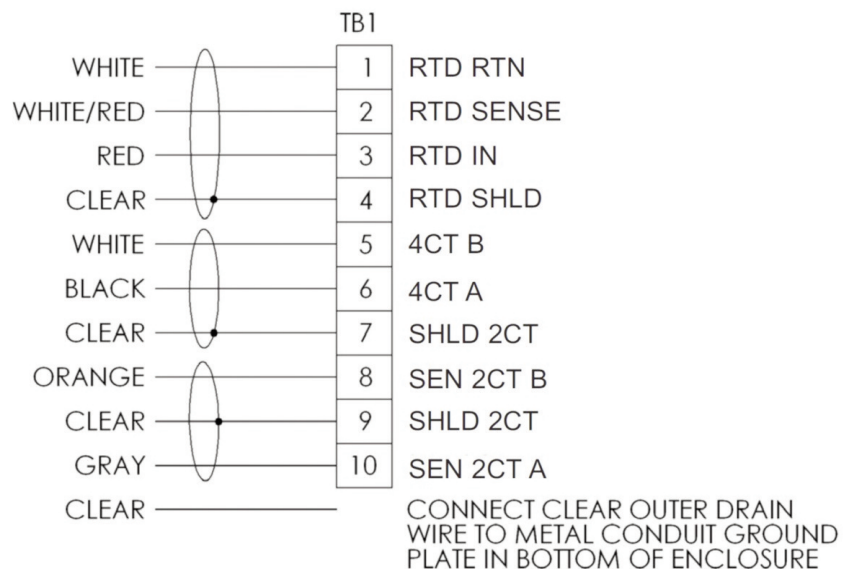 TB1
WHITE 1 RTD RTN
WHITE/RED 2 RTD SENSE
RED 3 RTD IN
CLEAR 4 RTD SHLD
WHITE 5 4CT B
BLACK 6 4CT A
CLEAR 7 SHLD 2CT
ORANGE 8 SEN 2CT B
CLEAR 9 SHLD 2CT
GRAY 10 SEN 2CT A
CLEAR CONNECT CLEAR OUTER DRAIN
WIRE TO METAL CONDUIT GROUND
PLATE IN BOTTOM OF ENCLOSURE